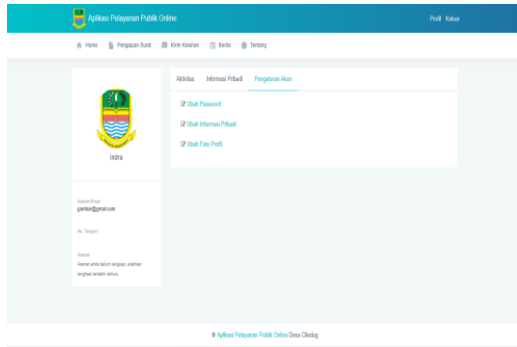 Aplikasi Pelayanan Publik Online
Profil Keluar
Home Pengajuan Surat Kirim Keluhan Berita Tentang
Aktivitas Informasi Pribadi Pengaturan Akun
Ubah Password
Ubah Informasi Pribadi
Ubah Foto Profil
Indra
Alamat Email
gambar@gmail.com
No. Telepon
Alamat
Alamat anda belum lengkap, silahkan
lengkapi terlebih dahulu.
© Aplikasi Pelayanan Publik Online Desa Ciledug